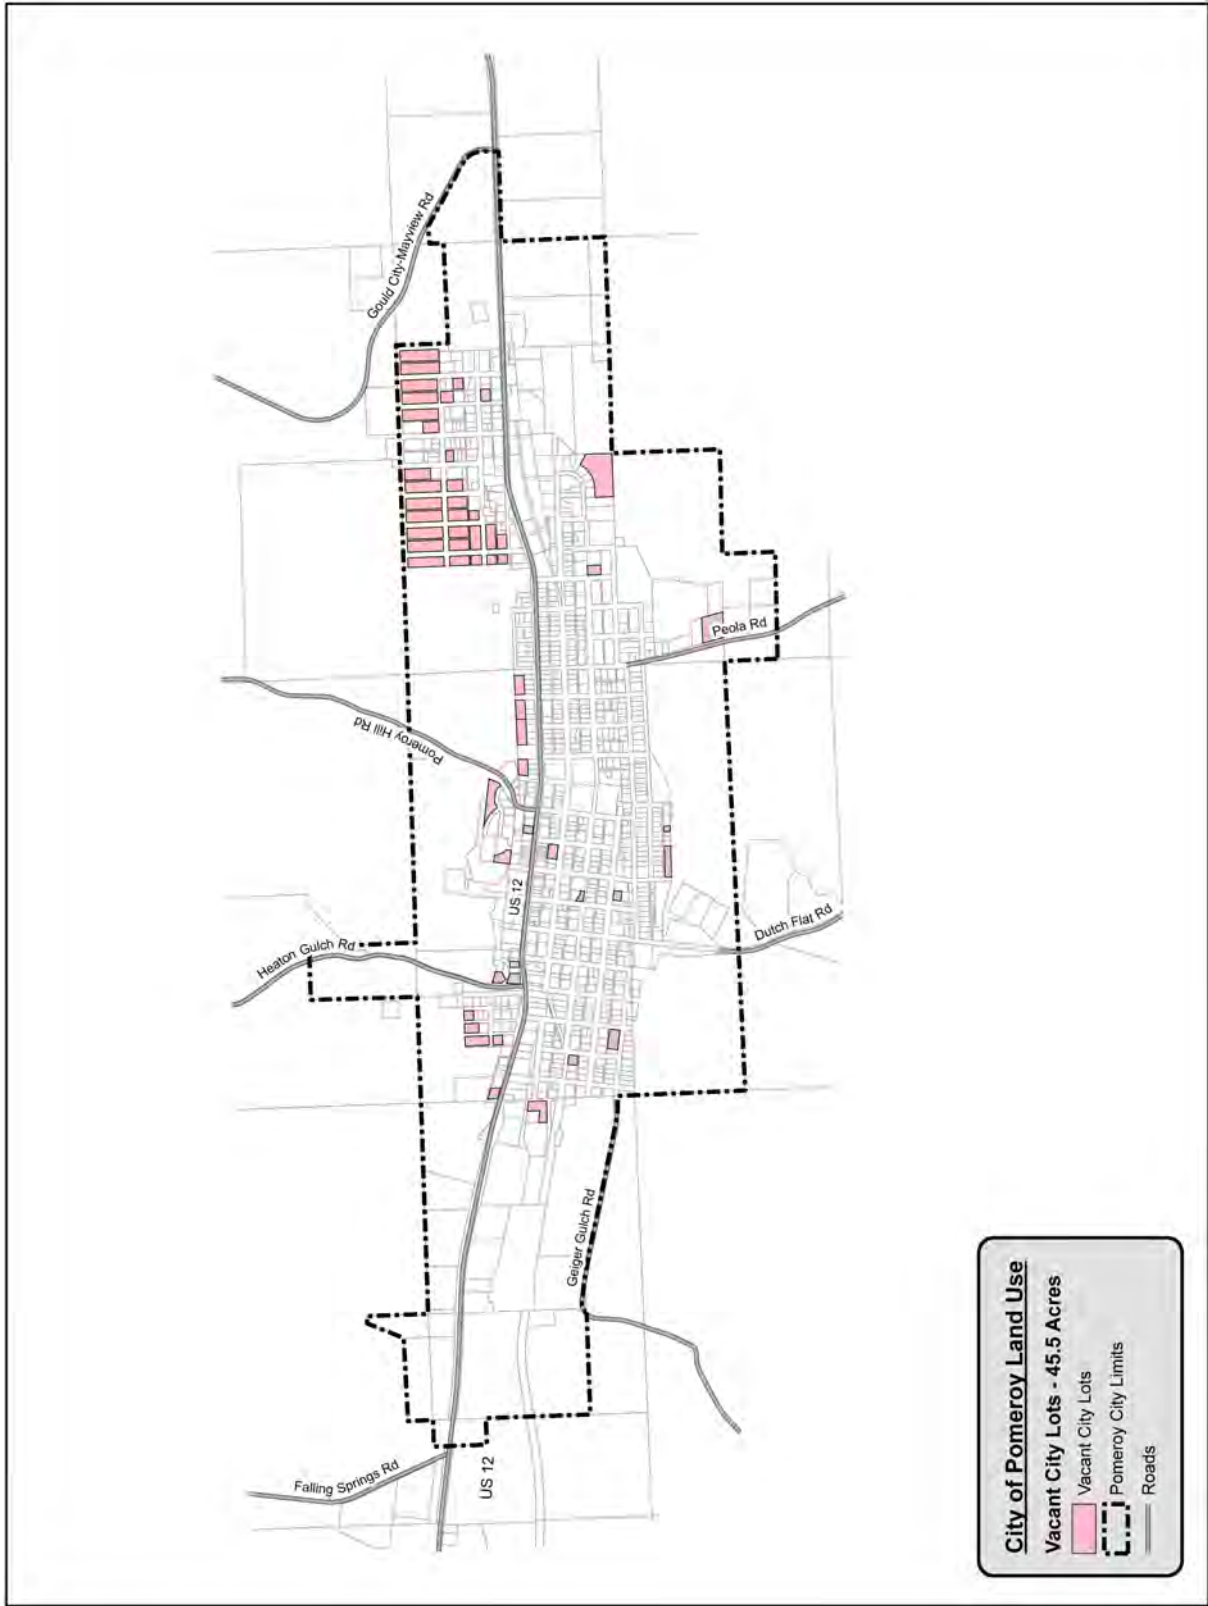 Falling Springs Rd
US 12
Heaton Gulch Rd
Pomeroy Hill Rd
Gould City-Mayview Rd
US 12
Geiger Gulch Rd
Dutch Flat Rd
Peola Rd
City of Pomeroy Land Use
Vacant City Lots - 45.5 Acres
Vacant City Lots
Pomeroy City Limits
Roads